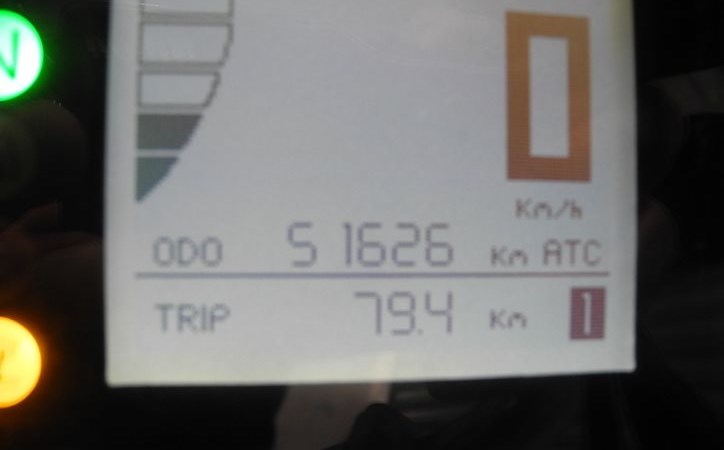 N
0
Km/h
ODO 51626 Km ATC
TRIP 79.4 Km 1